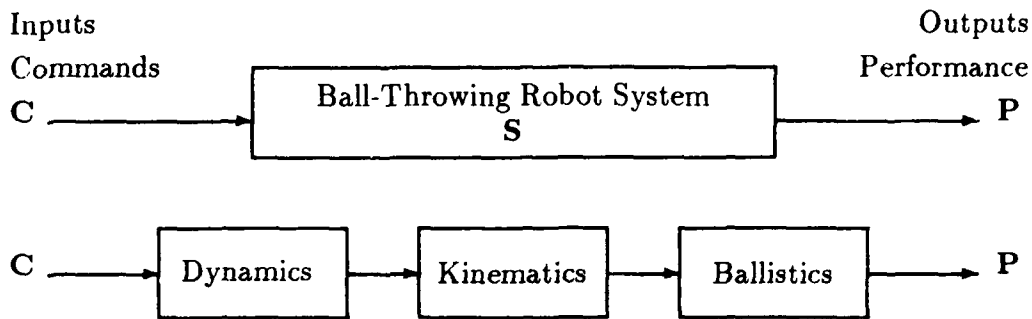 Inputs
Outputs
Commands
Performance
Ball-Throwing Robot System
C
S
P
C
Dynamics
Kinematics
Ballistics
P